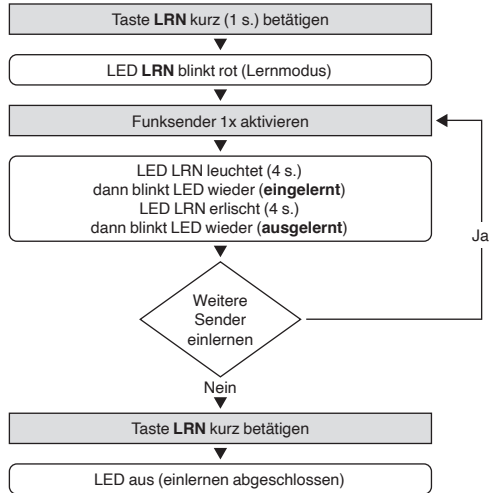 Taste LRN kurz (1 s.) betätigen
LED LRN blinkt rot (Lernmodus)
Funksender 1x aktivieren
LED LRN leuchtet (4 s.)
dann blinkt LED wieder (eingelernt)
LED LRN erlischt (4 s.)
dann blinkt LED wieder (ausgelernt)
Ja
Weitere
Sender
einlernen
Nein
Taste LRN kurz betätigen
LED aus (einlernen abgeschlossen)